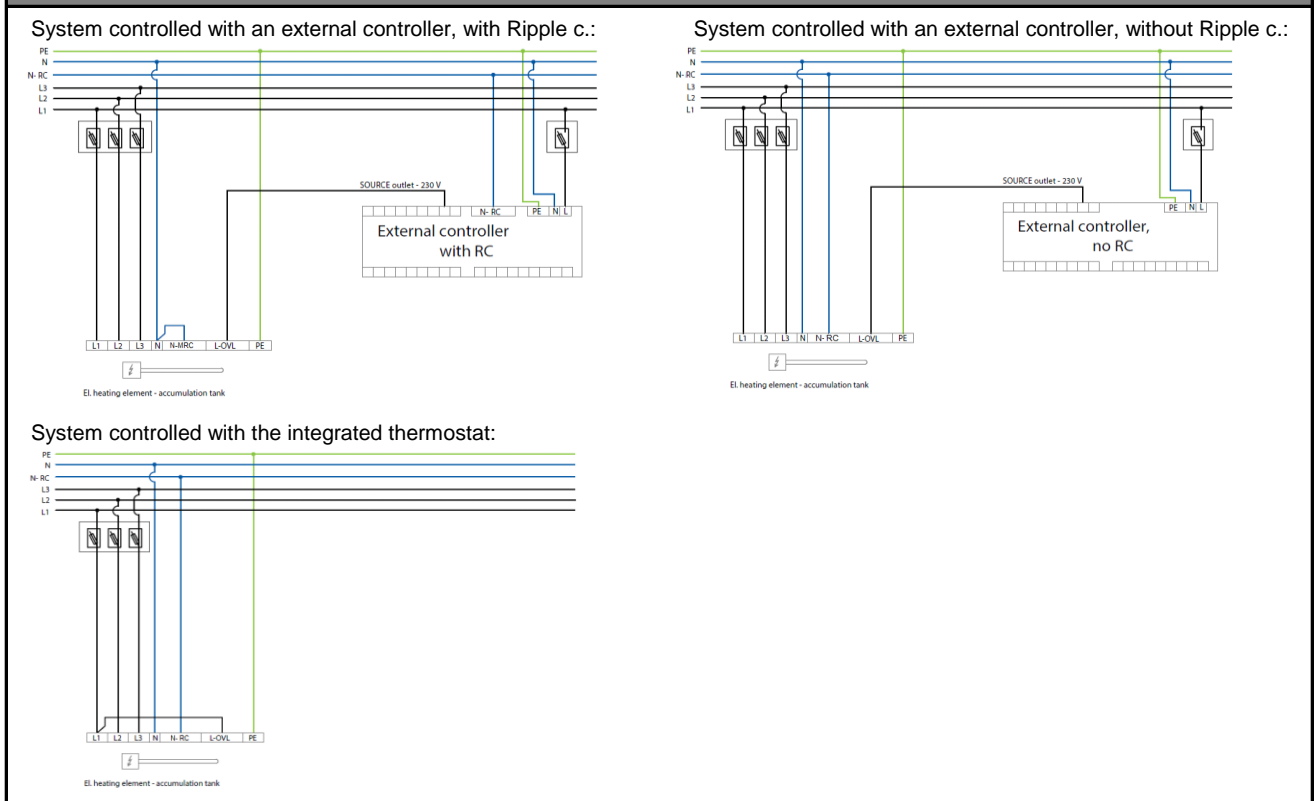 System controlled with an external controller, with Ripple c.:
PE
N
N- RC
L3
L2
L1
SOURCE outlet - 230 V
N- RC PE N L
External controller
with RC
L1 L2 L3 N N-MRC L-OVL PE
El. heating element - accumulation tank
System controlled with an external controller, without Ripple c.:
PE
N
N- RC
L3
L2
L1
SOURCE outlet - 230 V
PE N L
External controller,
no RC
L1 L2 L3 N N- RC L-OVL PE
El. heating element - accumulation tank
System controlled with the integrated thermostat:
PE
N
N- RC
L3
L2
L1
L1 L2 L3 N N- RC L-OVL PE
El. heating element - accumulation tank